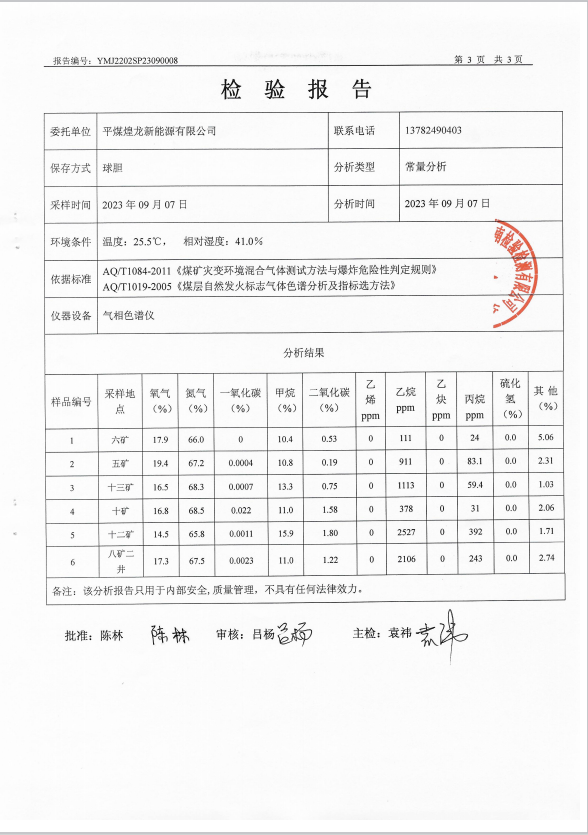 报告编号：YMJ2202SP23090008 第 3 页 共 3 页
检 验 报 告
委托单位 平煤煌龙新能源有限公司 联系电话 13782490403
保存方式 球胆 分析类型 常量分析
采样时间 2023 年 09 月 07 日 分析时间 2023 年 09 月 07 日
环境条件 温度：25.5℃， 相对湿度：41.0%
依据标准 AQ/T1084-2011《煤矿灾变环境混合气体测试方法与爆炸危险性判定规则》
AQ/T1019-2005《煤层自然发火标志气体色谱分析及指标选方法》
仪器设备 气相色谱仪
检验检测有限公司
分析结果
样品编号 采样地点 氧气（%） 氮气（%） 一氧化碳（%） 甲烷（%） 二氧化碳（%） 乙烯 ppm 乙烷 ppm 乙炔 ppm 丙烷 ppm 硫化氢（%） 其 他（%）
1 六矿 17.9 66.0 0 10.4 0.53 0 111 0 24 0.0 5.06
2 五矿 19.4 67.2 0.0004 10.8 0.19 0 911 0 83.1 0.0 2.31
3 十三矿 16.5 68.3 0.0007 13.3 0.75 0 1113 0 59.4 0.0 1.03
4 十矿 16.8 68.5 0.022 11.0 1.58 0 378 0 31 0.0 2.06
5 十二矿 14.5 65.8 0.0011 15.9 1.80 0 2527 0 392 0.0 1.71
6 八矿二井 17.3 67.5 0.0023 11.0 1.22 0 2106 0 243 0.0 2.74
备注：该分析报告只用于内部安全,质量管理，不具有任何法律效力。
批准：陈林 陈林 审核：吕杨 吕杨 主检：袁祎 袁祎